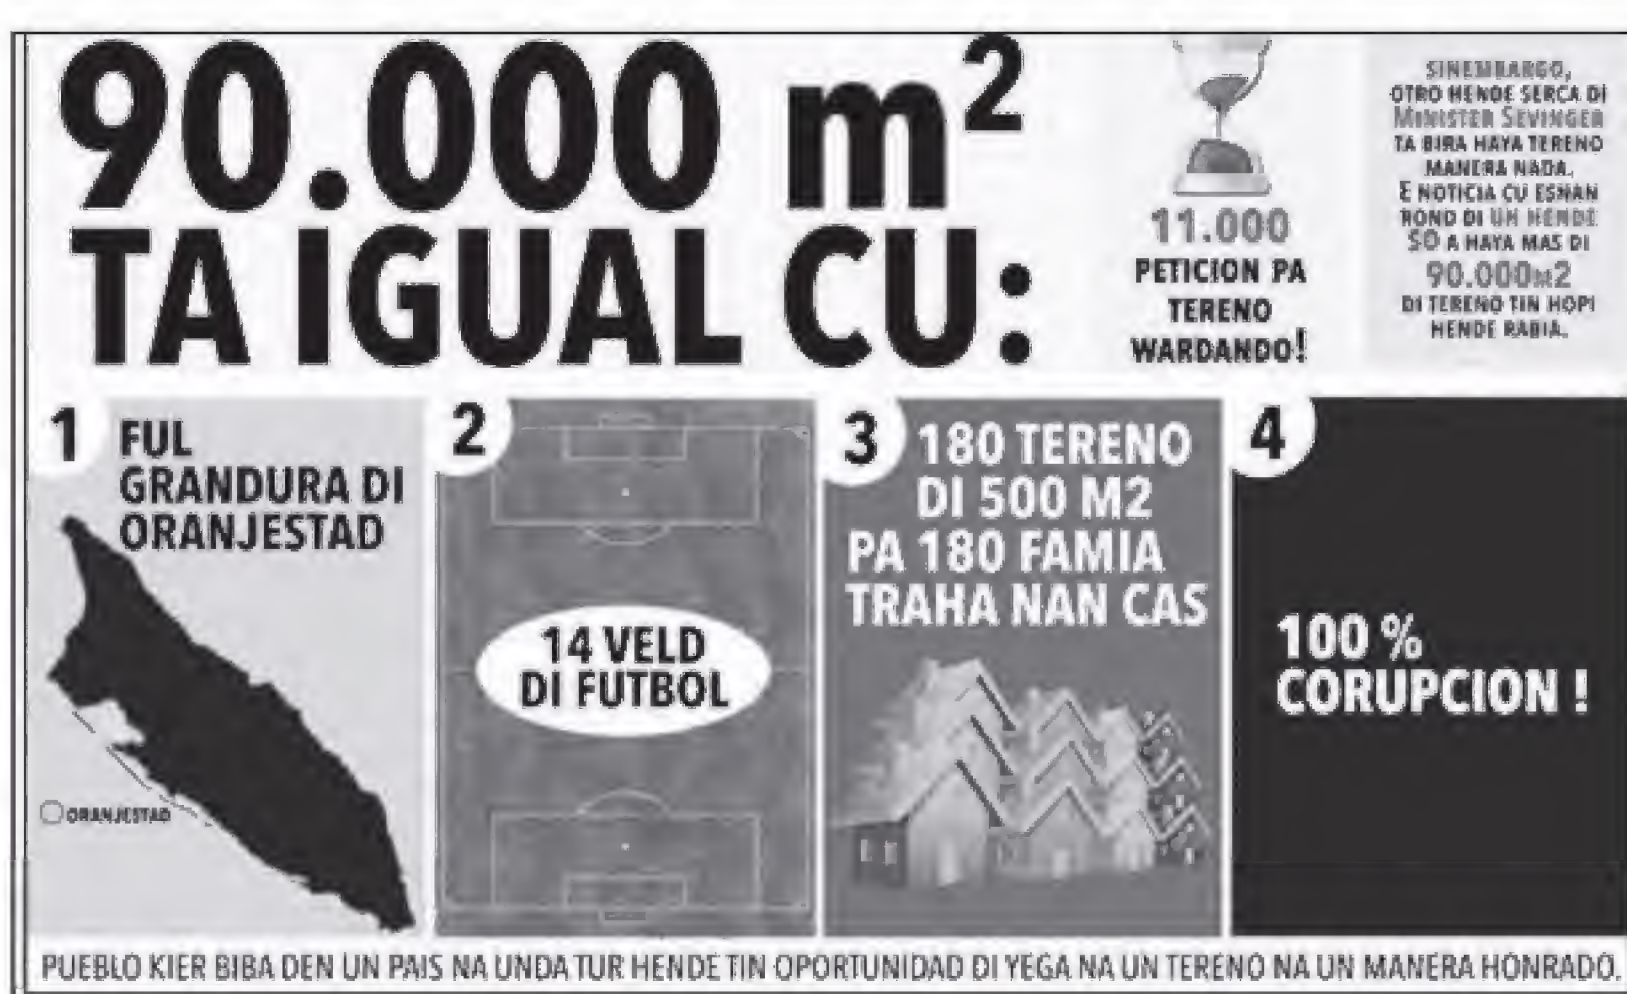 90.000 m²
TA IGUAL CU:
11.000
PETICION PA
TERENO
WARDANDO!
SINEMBARGO,
OTRO HENDE SERCA DI
MINISTER SEVINGER
TA BIRA HAYA TERENO
MANERA NADA.
E NOTICIA CU ESNAN
ROND DI UN HENDE
SO A HAYA MAS DI
90.000M2
DI TERENO TIN HOPI
HENDE RABIA.
1
FUL
GRANDURA DI
ORANJESTAD
ORANJESTAD
2
14 VELD
DI FUTBOL
3
180 TERENO
DI 500 M2
PA 180 FAMIA
TRAHA NAN CAS
4
100 %
CORUPCION !
PUEBLO KIER BIBA DEN UN PAIS NA UNDA TUR HENDE TIN OPORTUNIDAD DI YEGA NA UN TERENO NA UN MANERA HONRADO.